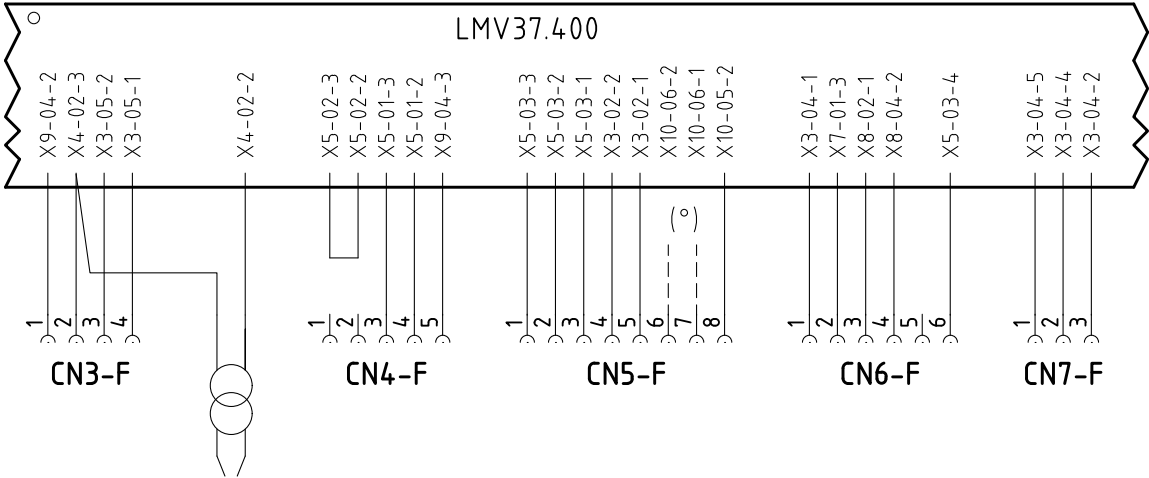 LMV37.400
X9-04-2
X4-02-3
X3-05-2
X3-05-1
X4-02-2
X5-02-3
X5-02-2
X5-01-3
X5-01-2
X9-04-3
X5-03-3
X5-03-2
X5-03-1
X3-02-2
X3-02-1
X10-06-2
X10-06-1
X10-05-2
X3-04-1
X7-01-3
X8-02-1
X8-04-2
X5-03-4
X3-04-5
X3-04-4
X3-04-2
(°)
1 2 3 4
1 2 3 4 5
1 2 3 4 5 6 7 8
1 2 3 4 5 6
1 2 3
CN3-F
CN4-F
CN5-F
CN6-F
CN7-F